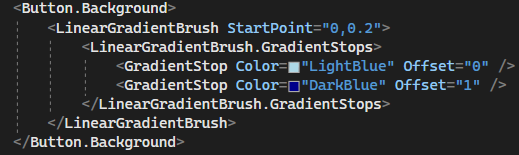 <Button.Background>
<LinearGradientBrush StartPoint="0,0.2">
<LinearGradientBrush.GradientStops>
<GradientStop Color="LightBlue" Offset="0" />
<GradientStop Color="DarkBlue" Offset="1" />
</LinearGradientBrush.GradientStops>
</LinearGradientBrush>
</Button.Background>